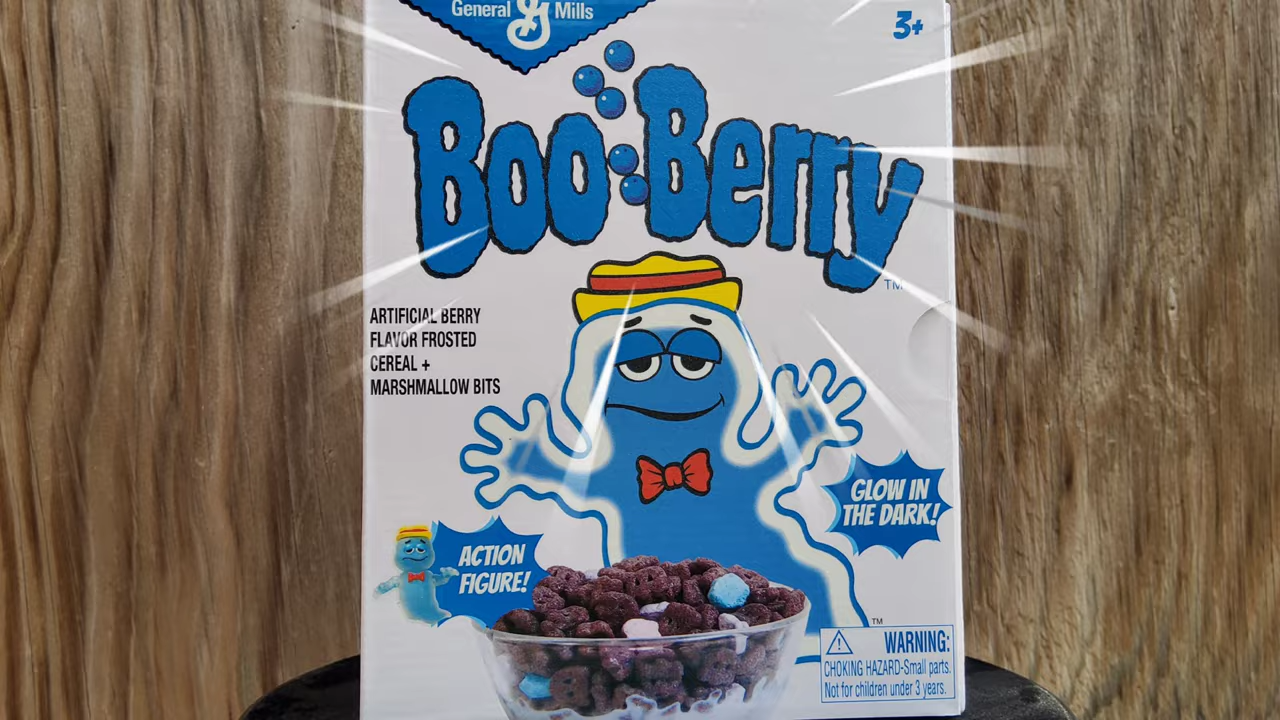 General Mills
3+
Boo Berry
TM
ARTIFICIAL BERRY
FLAVOR FROSTED
CEREAL +
MARSHMALLOW BITS
GLOW IN
THE DARK!
ACTION
FIGURE!
TM
WARNING:
CHOKING HAZARD-Small parts.
Not for children under 3 years.